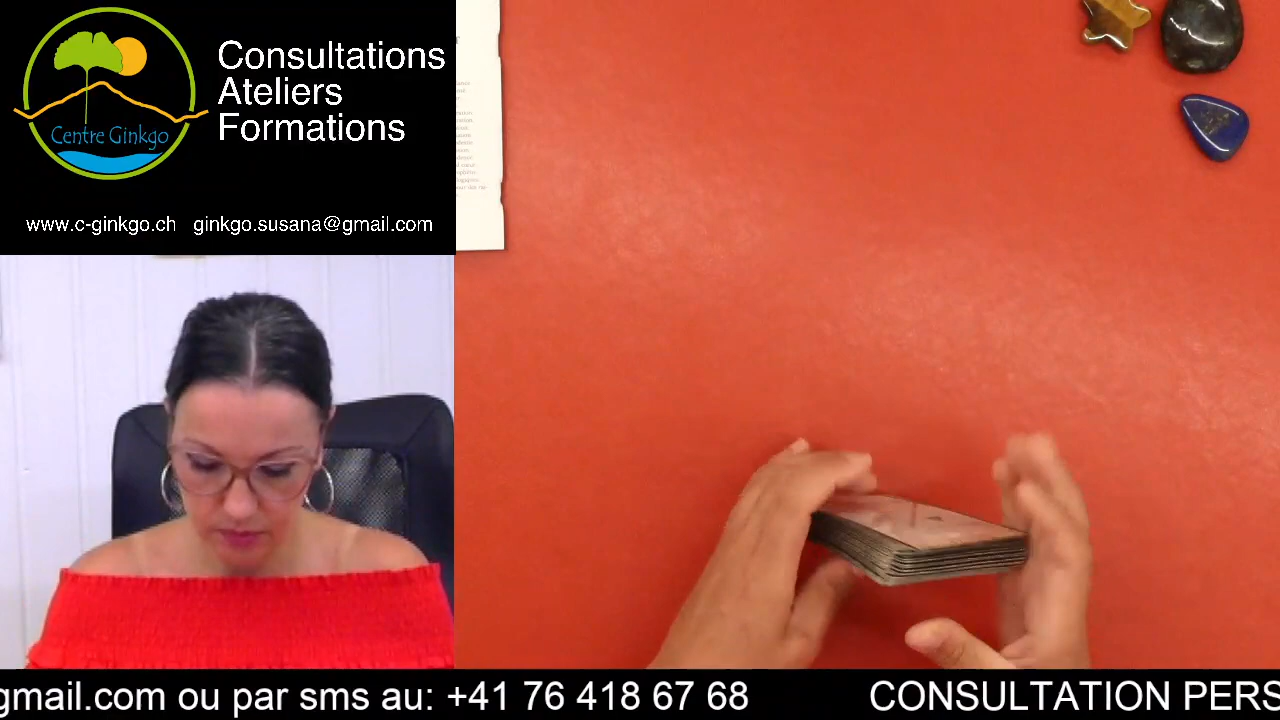 Consultations
Ateliers
Formations
Centre Ginkgo
www.c-ginkgo.ch ginkgo.susana@gmail.com
gmail.com ou par sms au: +41 76 418 67 68 CONSULTATION PERS